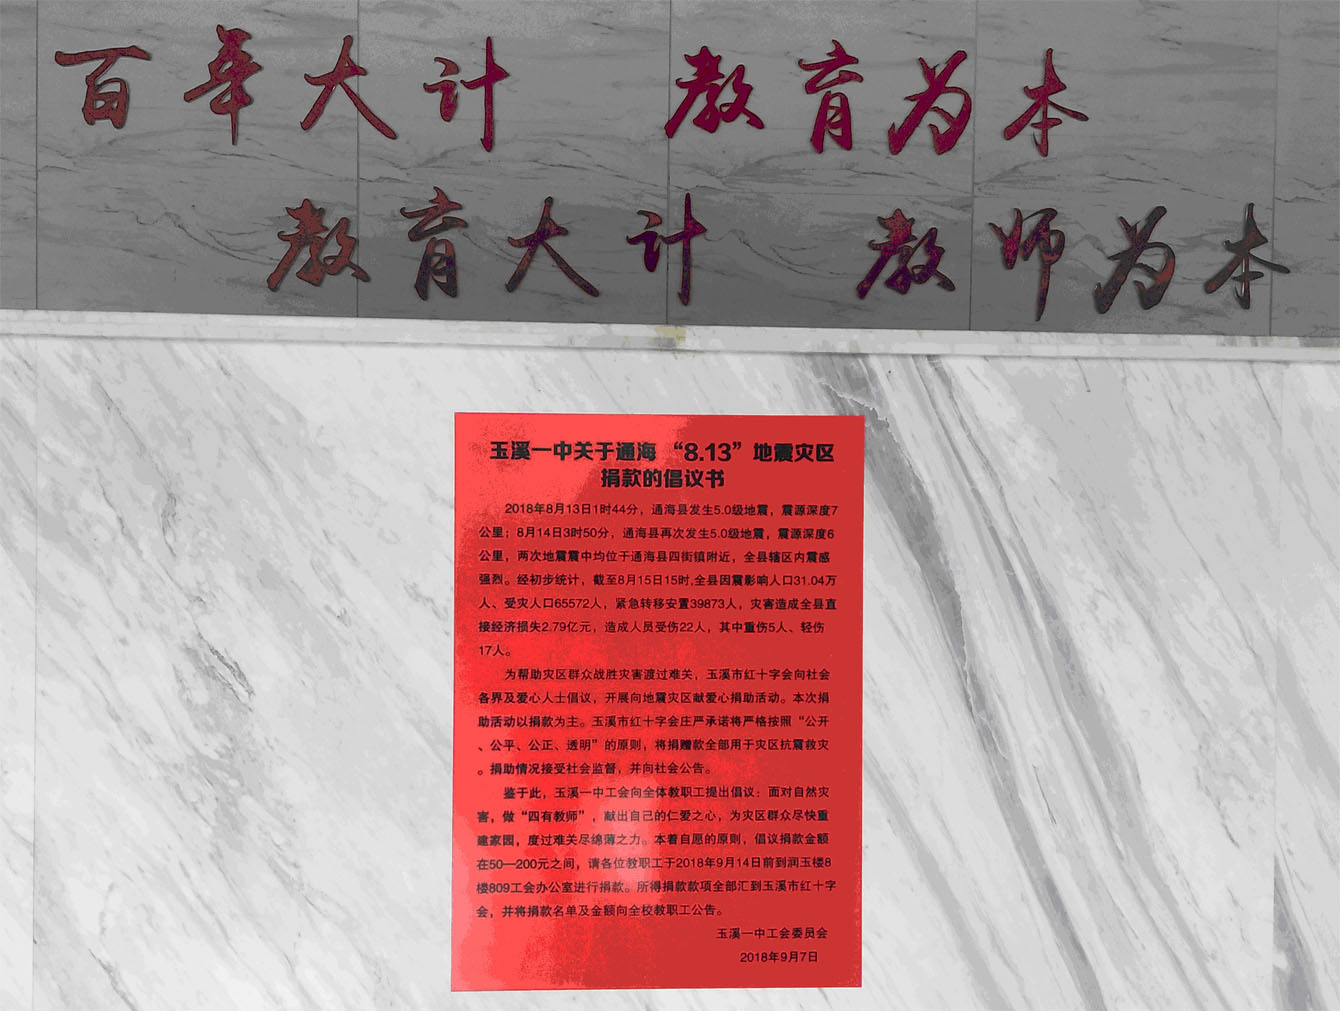 百年大计 教育为本
教育大计 教师为本
玉溪一中关于通海“8.13”地震灾区
捐款的倡议书
2018年8月13日1时44分，通海县发生5.0级地震，震源深度7
公里；8月14日3时50分，通海县再次发生5.0级地震，震源深度6
公里，两次地震震中均位于通海县四街镇附近，全县辖区内震感
强烈。经初步统计，截至8月15日15时,全县因震影响人口31.04万
人、受灾人口65572人，紧急转移安置39873人，灾害造成全县直
接经济损失2.79亿元，造成人员受伤22人，其中重伤5人、轻伤
17人。
为帮助灾区群众战胜灾害渡过难关，玉溪市红十字会向社会
各界及爱心人士倡议，开展向地震灾区献爱心捐助活动。本次捐
助活动以捐款为主。玉溪市红十字会庄严承诺将严格按照“公开
、公平、公正、透明”的原则，将捐赠款全部用于灾区抗震救灾
。捐助情况接受社会监督，并向社会公告。
鉴于此，玉溪一中工会向全体教职工提出倡议：面对自然灾
害，做“四有教师”，献出自己的仁爱之心，为灾区群众尽快重
建家园，度过难关尽绵薄之力。本着自愿的原则，倡议捐款金额
在50—200元之间，请各位教职工于2018年9月14日前到润玉楼8
楼809工会办公室进行捐款。所得捐款款项全部汇到玉溪市红十字
会，并将捐款名单及金额向全校教职工公告。
玉溪一中工会委员会
2018年9月7日